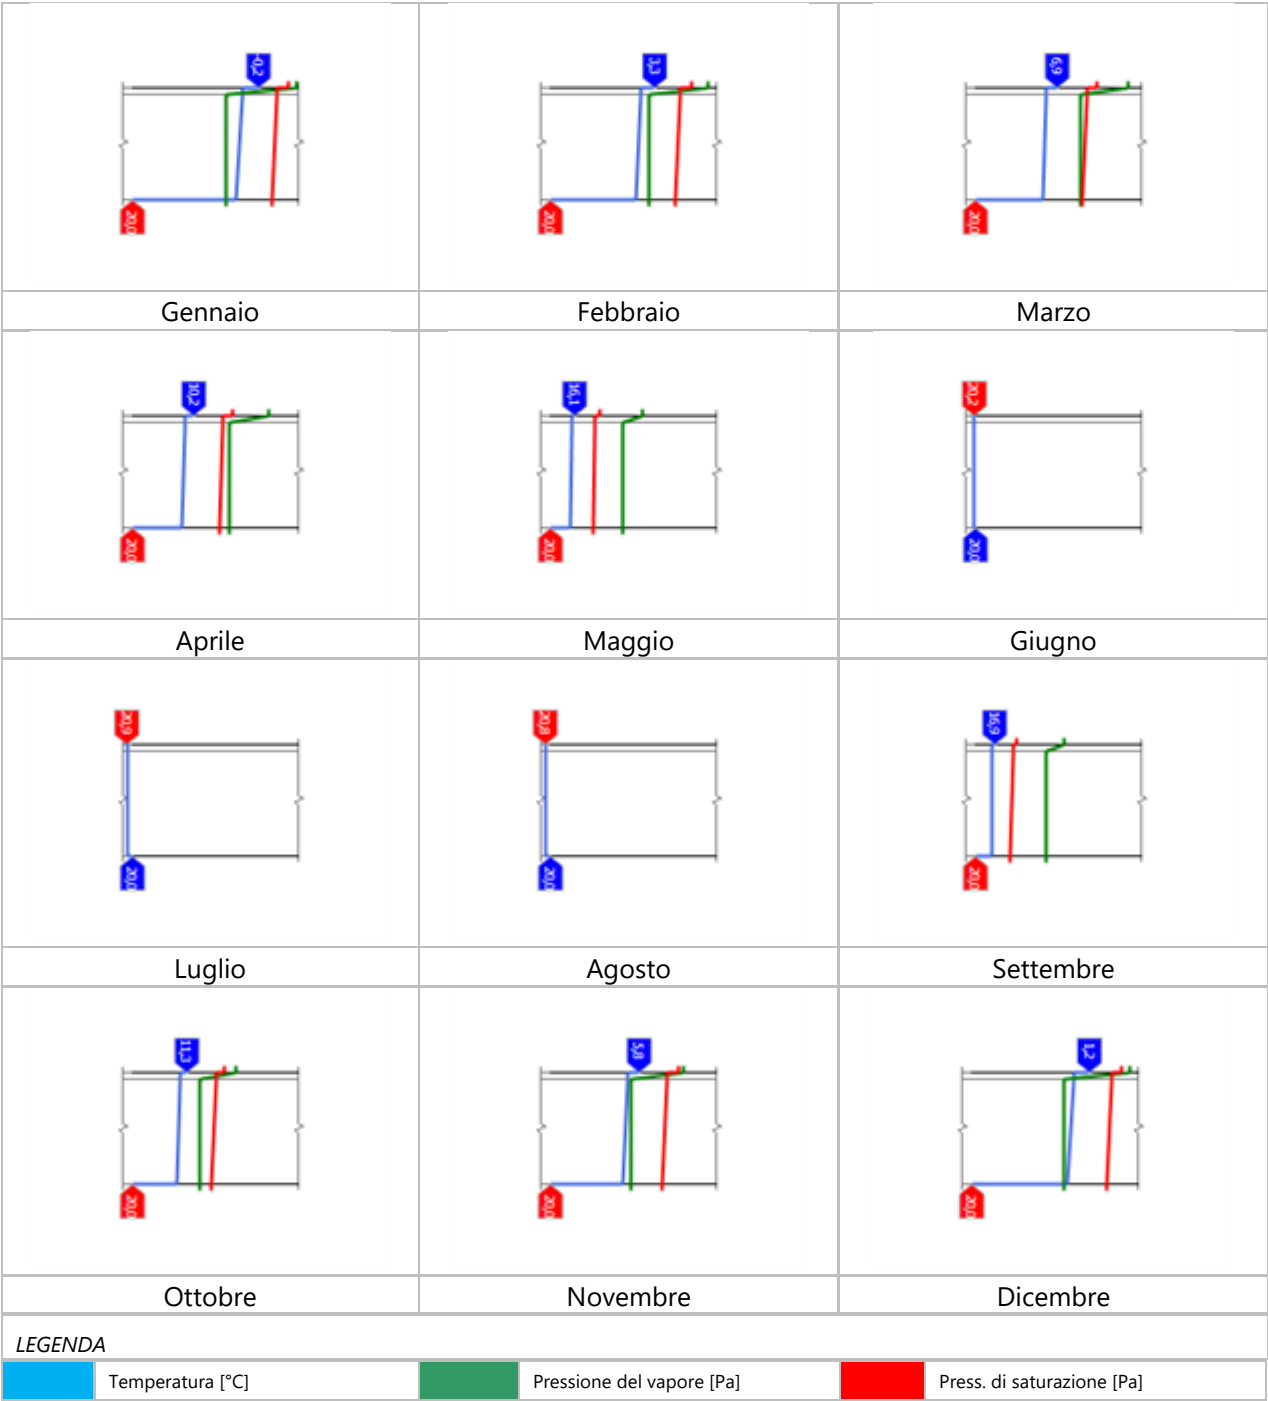 -0,2
3,3
6,9
20,0
20,0
20,0
Gennaio
Febbraio
Marzo
10,2
16,1
20,2
20,0
20,0
20,0
Aprile
Maggio
Giugno
20,9
20,8
16,9
20,0
20,0
20,0
Luglio
Agosto
Settembre
11,3
5,8
1,2
20,0
20,0
20,0
Ottobre
Novembre
Dicembre
LEGENDA
Temperatura [°C]
Pressione del vapore [Pa]
Press. di saturazione [Pa]